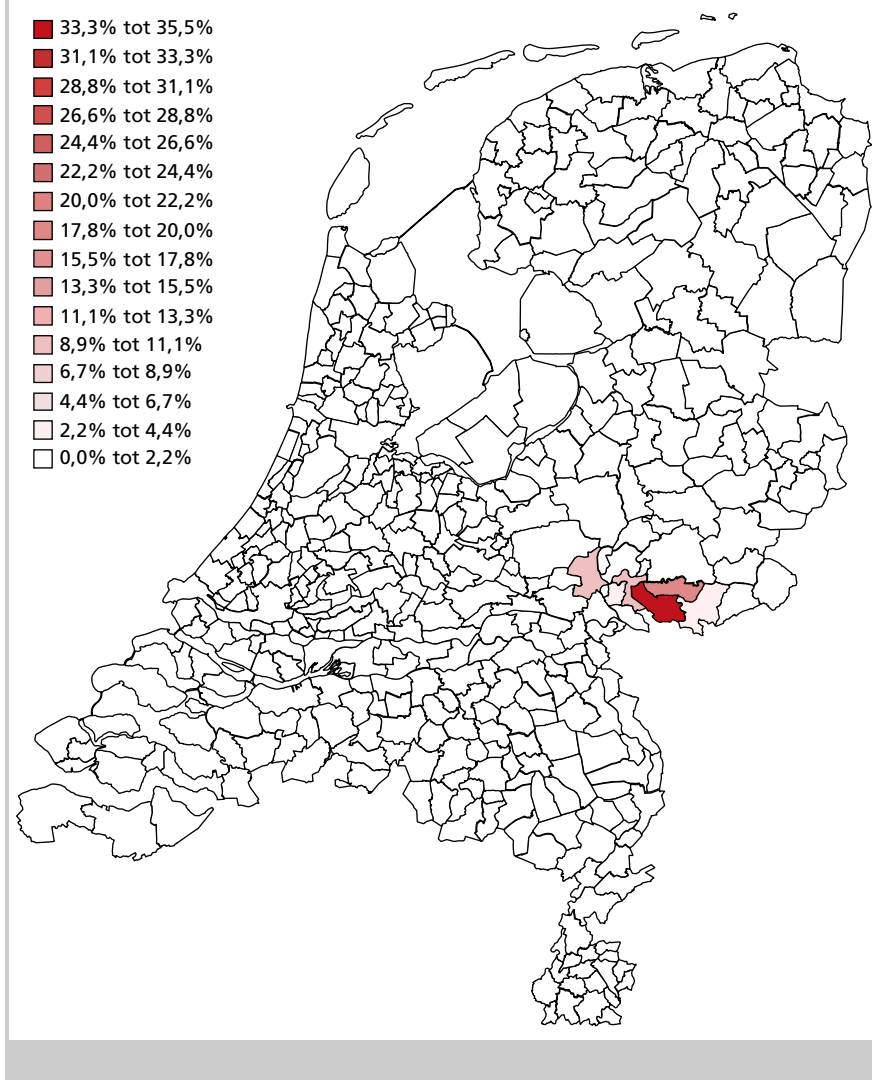 33,3% tot 35,5%
31,1% tot 33,3%
28,8% tot 31,1%
26,6% tot 28,8%
24,4% tot 26,6%
22,2% tot 24,4%
20,0% tot 22,2%
17,8% tot 20,0%
15,5% tot 17,8%
13,3% tot 15,5%
11,1% tot 13,3%
8,9% tot 11,1%
6,7% tot 8,9%
4,4% tot 6,7%
2,2% tot 4,4%
0,0% tot 2,2%